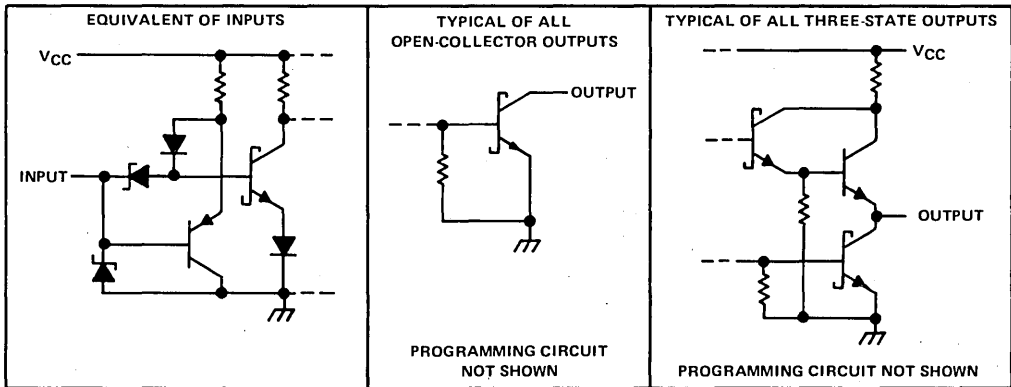 EQUIVALENT OF INPUTS
VCC
INPUT
TYPICAL OF ALL
OPEN-COLLECTOR OUTPUTS
OUTPUT
PROGRAMMING CIRCUIT
NOT SHOWN
TYPICAL OF ALL THREE-STATE OUTPUTS
VCC
OUTPUT
PROGRAMMING CIRCUIT NOT SHOWN